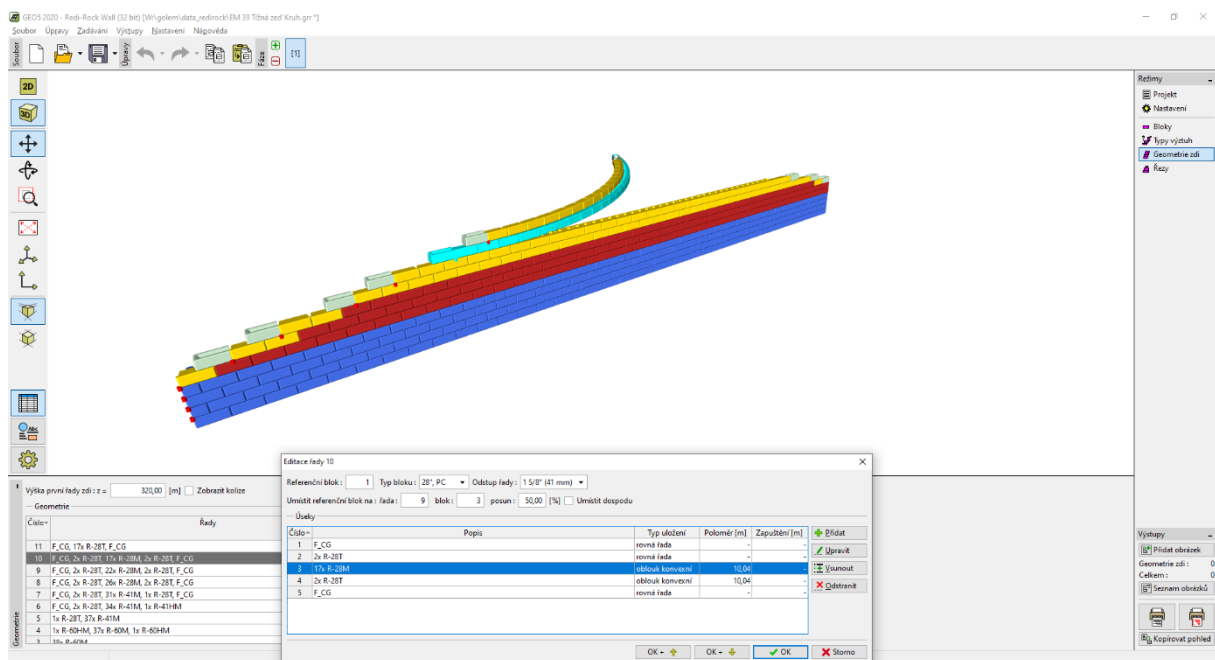 GEO5 2020 - Redi-Rock Wall (32 bit) [W:\golem\data_redirock\EM 39 Tížná zeď Kruh.grr *]
Soubor Úpravy Zadávání Výstupy Nastavení Nápověda
Soubor
Úpravy
Fáze
[1]
2D
3D
Abc
Režimy
Projekt
Nastavení
Bloky
Typy výztuh
Geometrie zdi
Řezy
Výška první řady zdi : z = 320,00 [m] Zobrazit kolize
Geometrie
Číslo Řady
11 F_CG, 17x R-28T, F_CG
10 F_CG, 2x R-28T, 17x R-28M, 2x R-28T, F_CG
9 F_CG, 2x R-28T, 22x R-28M, 2x R-28T, F_CG
8 F_CG, 2x R-28T, 26x R-28M, 2x R-28T, F_CG
7 F_CG, 2x R-28T, 31x R-41M, 1x R-28T, F_CG
6 F_CG, 2x R-28T, 34x R-41M, 1x R-41HM
5 1x R-28T, 37x R-41M
4 1x R-60HM, 37x R-60M, 1x R-60HM
3 38x R-60M
Geometrie
Editace řady 10
Referenční blok : 1 Typ bloku : 28", PC Odstup řady : 1 5/8" (41 mm)
Umístit referenční blok na : řada : 9 blok : 3 posun : 50,00 [%] Umístit dospodu
Úseky
Číslo Popis Typ uložení Poloměr [m] Zapuštění [m]
1 F_CG rovná řada - -
2 2x R-28T rovná řada - -
3 17x R-28M oblouk konvexní 10,04 -
4 2x R-28T oblouk konvexní 10,04 -
5 F_CG rovná řada - -
Přidat
Upravit
Vsunout
Odstranit
OK + OK + OK Storno
Výstupy
Přidat obrázek
Geometrie zdi : 0
Celkem : 0
Seznam obrázků
Kopírovat pohled